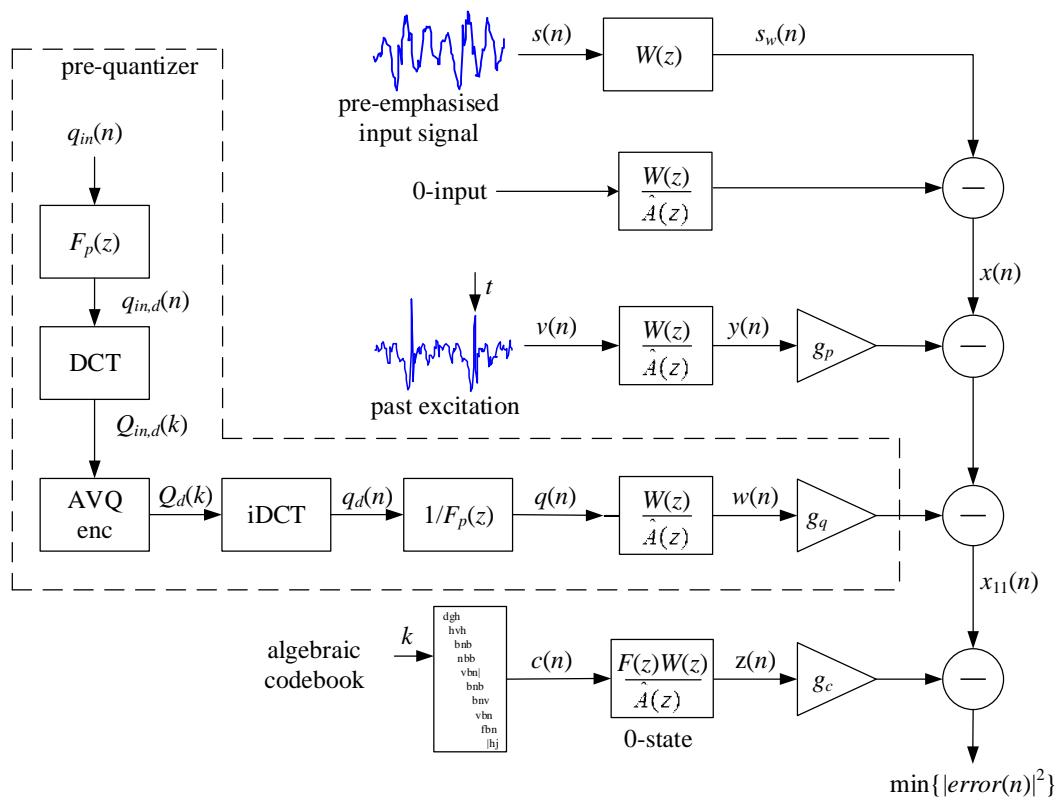 s(n)
W(z)
s_w(n)
pre-emphasised
input signal
pre-quantizer
q_in(n)
F_p(z)
q_in,d(n)
DCT
Q_in,d(k)
AVQ
enc
Q_d(k)
iDCT
q_d(n)
1/F_p(z)
q(n)
W(z)
Â(z)
w(n)
g_q
0-input
W(z)
Â(z)
x(n)
t
past excitation
v(n)
W(z)
Â(z)
y(n)
g_p
x_11(n)
algebraic
codebook
k
dgh
hvh
bnb
nbb
vbn|
bnb
bnv
vbn
fbn
|hj
c(n)
F(z)W(z)
Â(z)
0-state
z(n)
g_c
min{|error(n)|²}